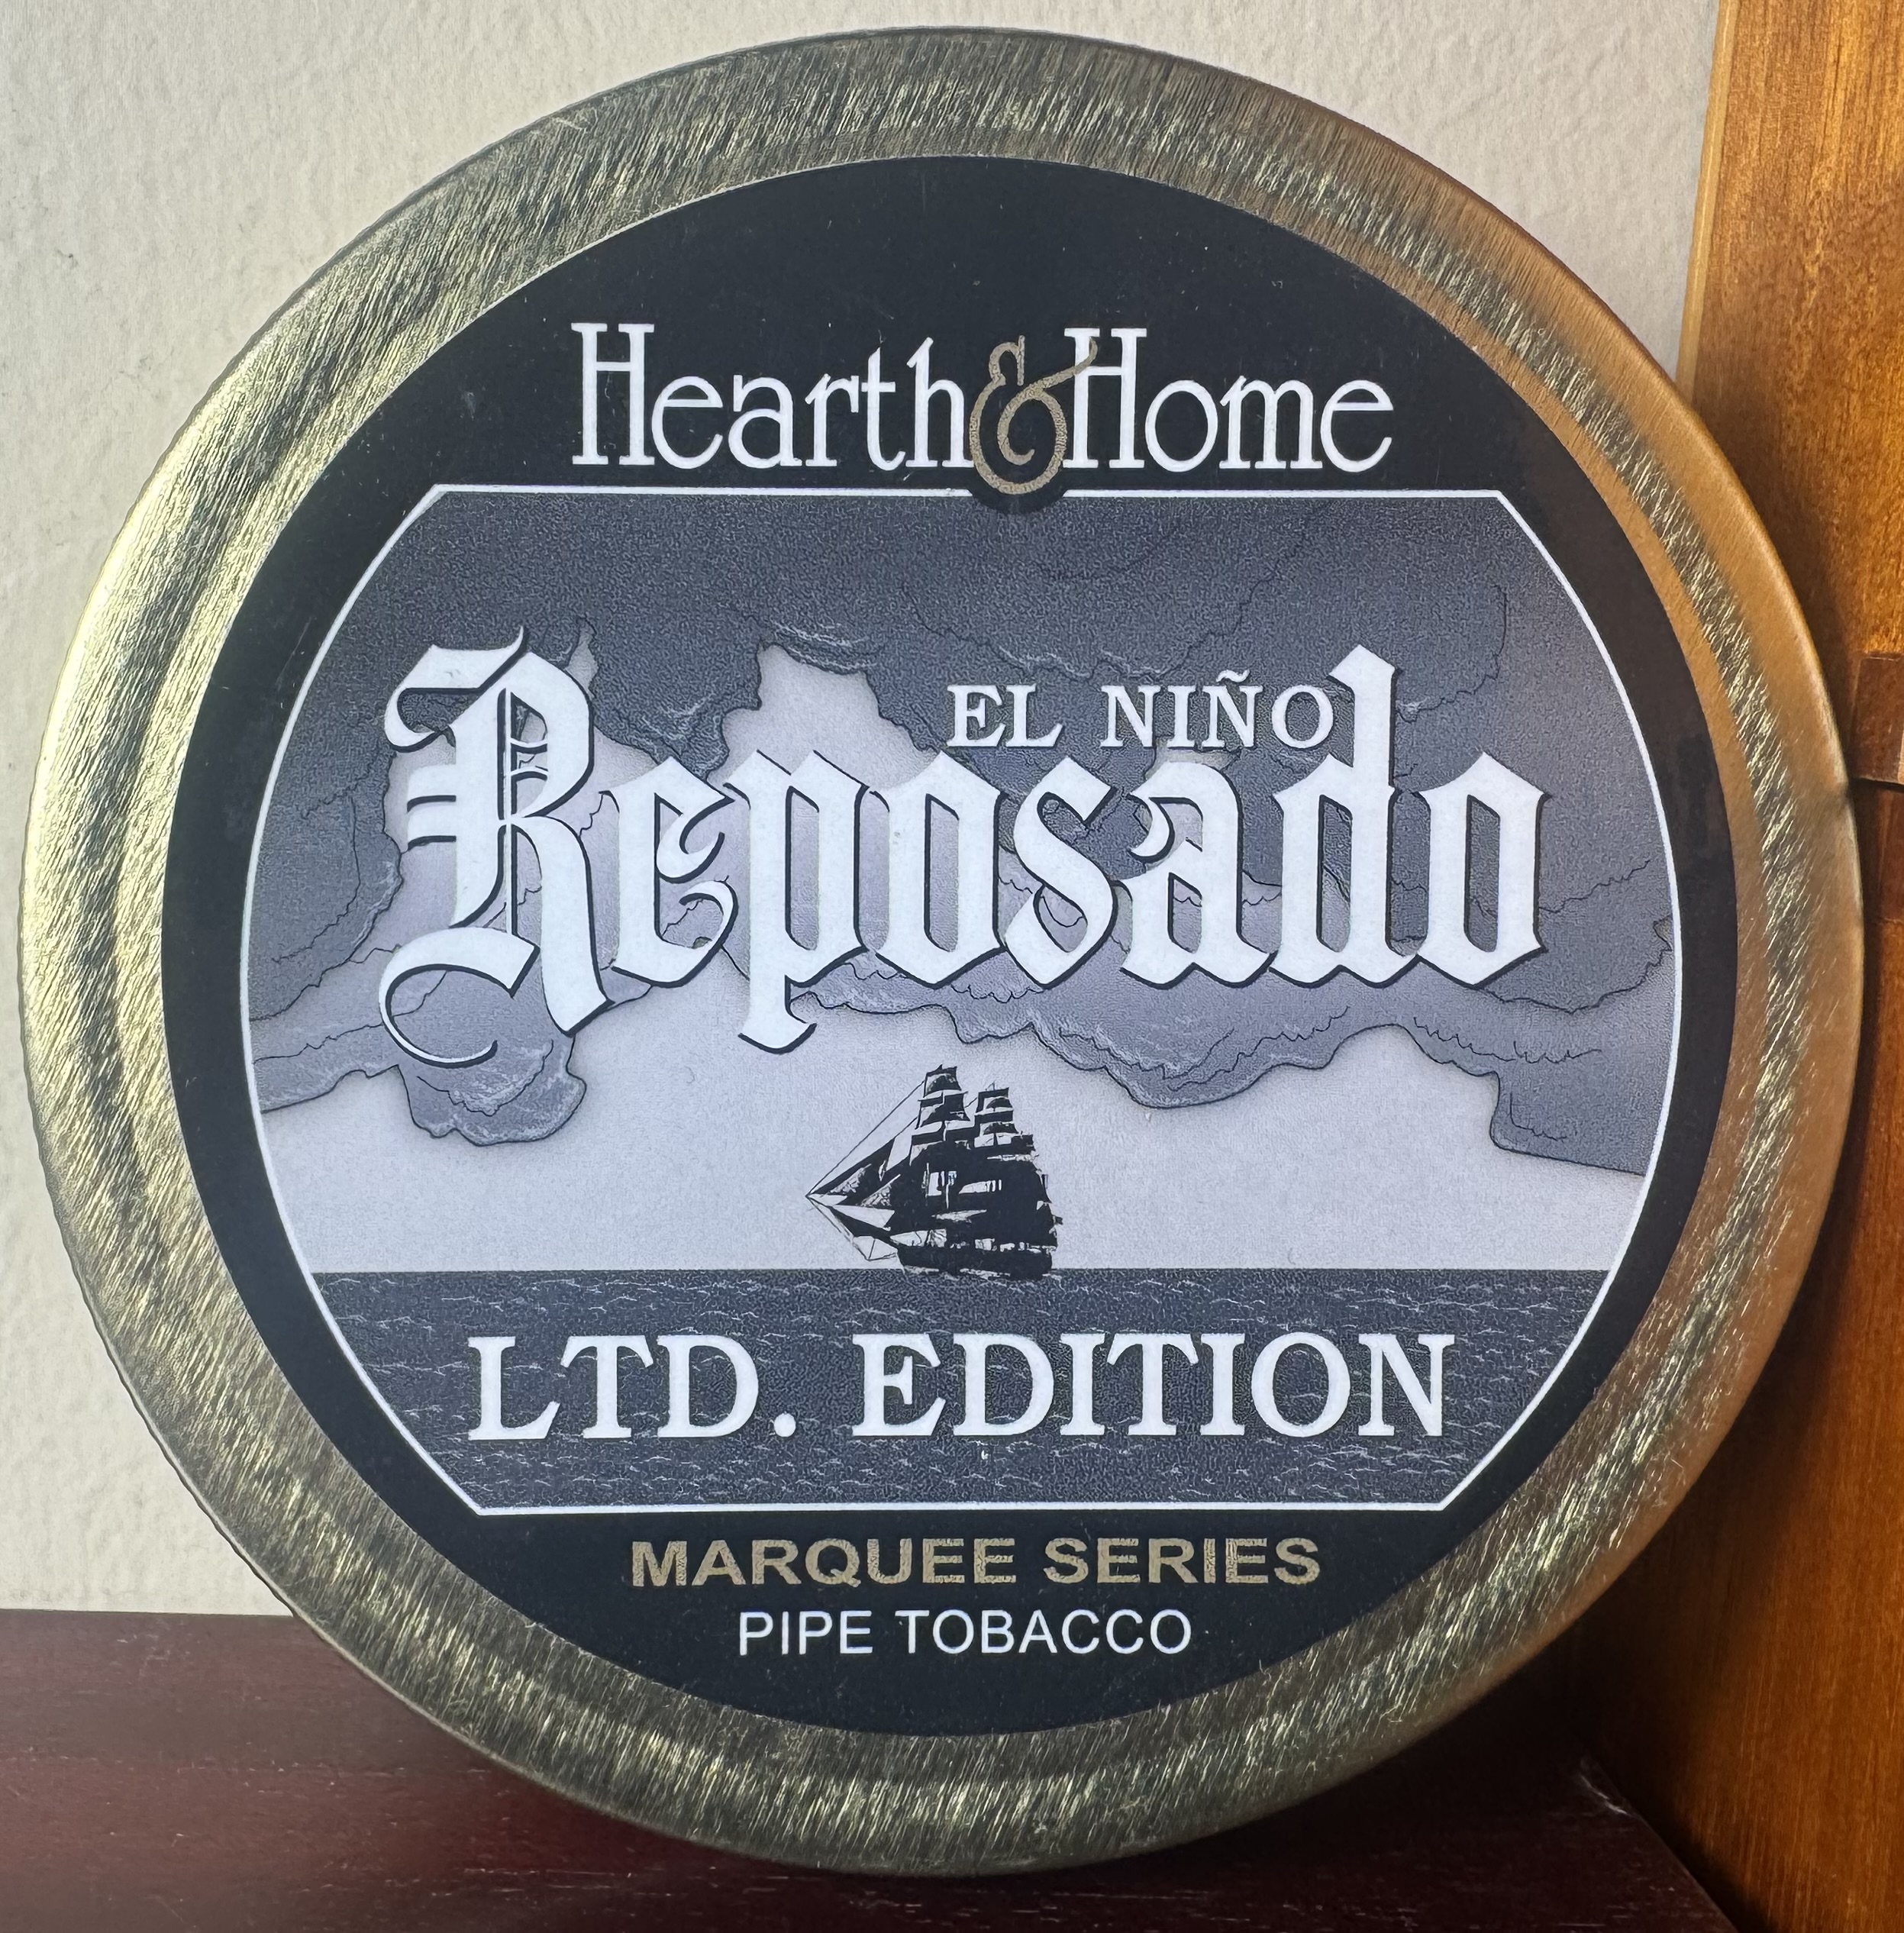 Hearth & Home
EL NIÑO
Reposado
LTD. EDITION
MARQUEE SERIES
PIPE TOBACCO